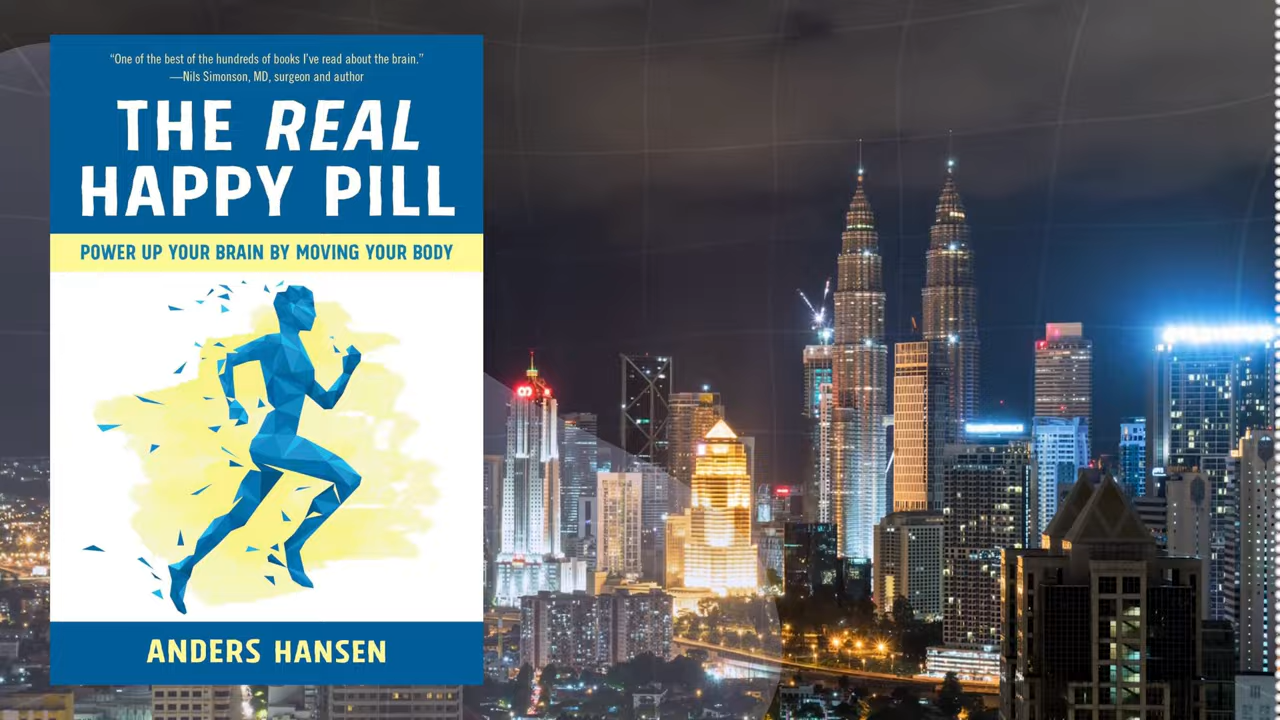 “One of the best of the hundreds of books I’ve read about the brain.”
—Nils Simonson, MD, surgeon and author
THE REAL
HAPPY PILL
POWER UP YOUR BRAIN BY MOVING YOUR BODY
ANDERS HANSEN